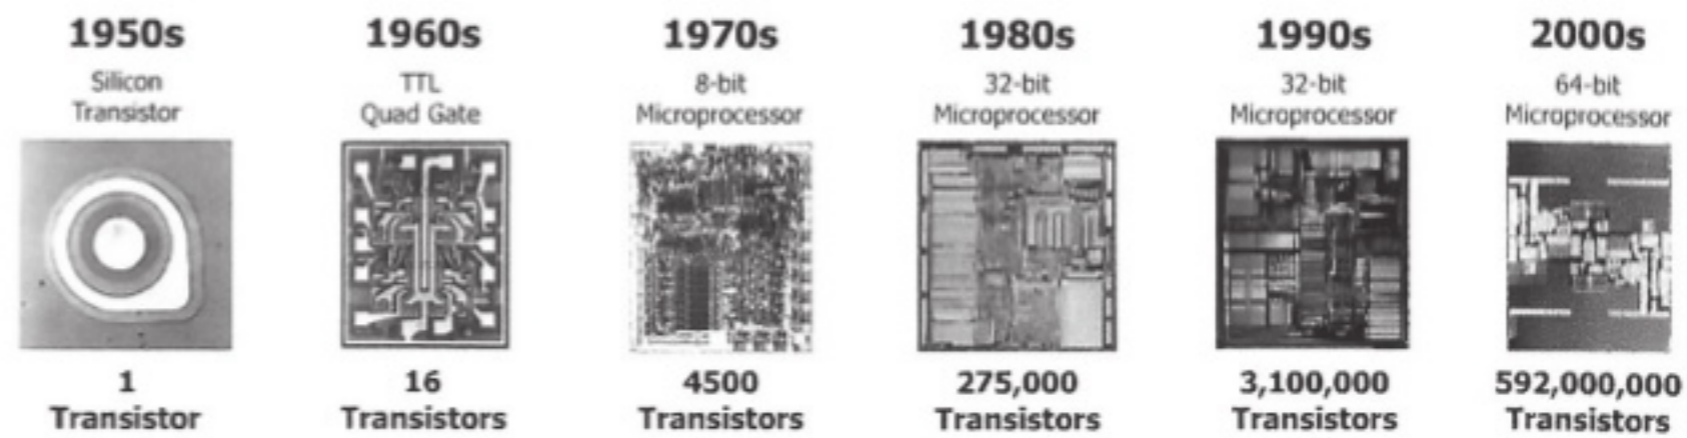 1950s
Silicon
Transistor
1
Transistor
1960s
TTL
Quad Gate
16
Transistors
1970s
8-bit
Microprocessor
4500
Transistors
1980s
32-bit
Microprocessor
275,000
Transistors
1990s
32-bit
Microprocessor
3,100,000
Transistors
2000s
64-bit
Microprocessor
592,000,000
Transistors